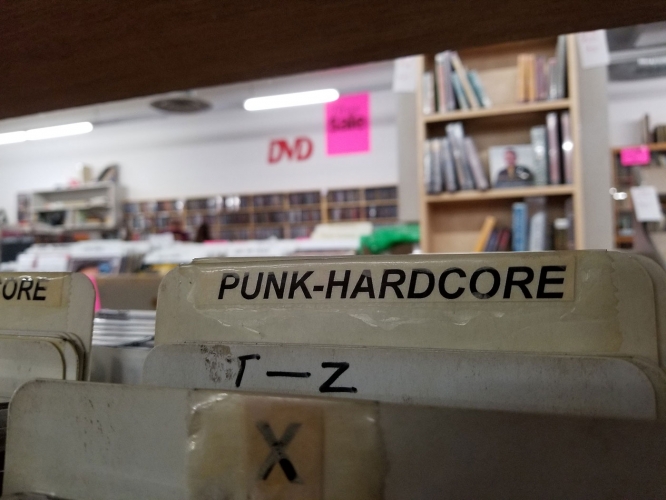 DVD
Sale
ORE
PUNK-HARDCORE
T-Z
X